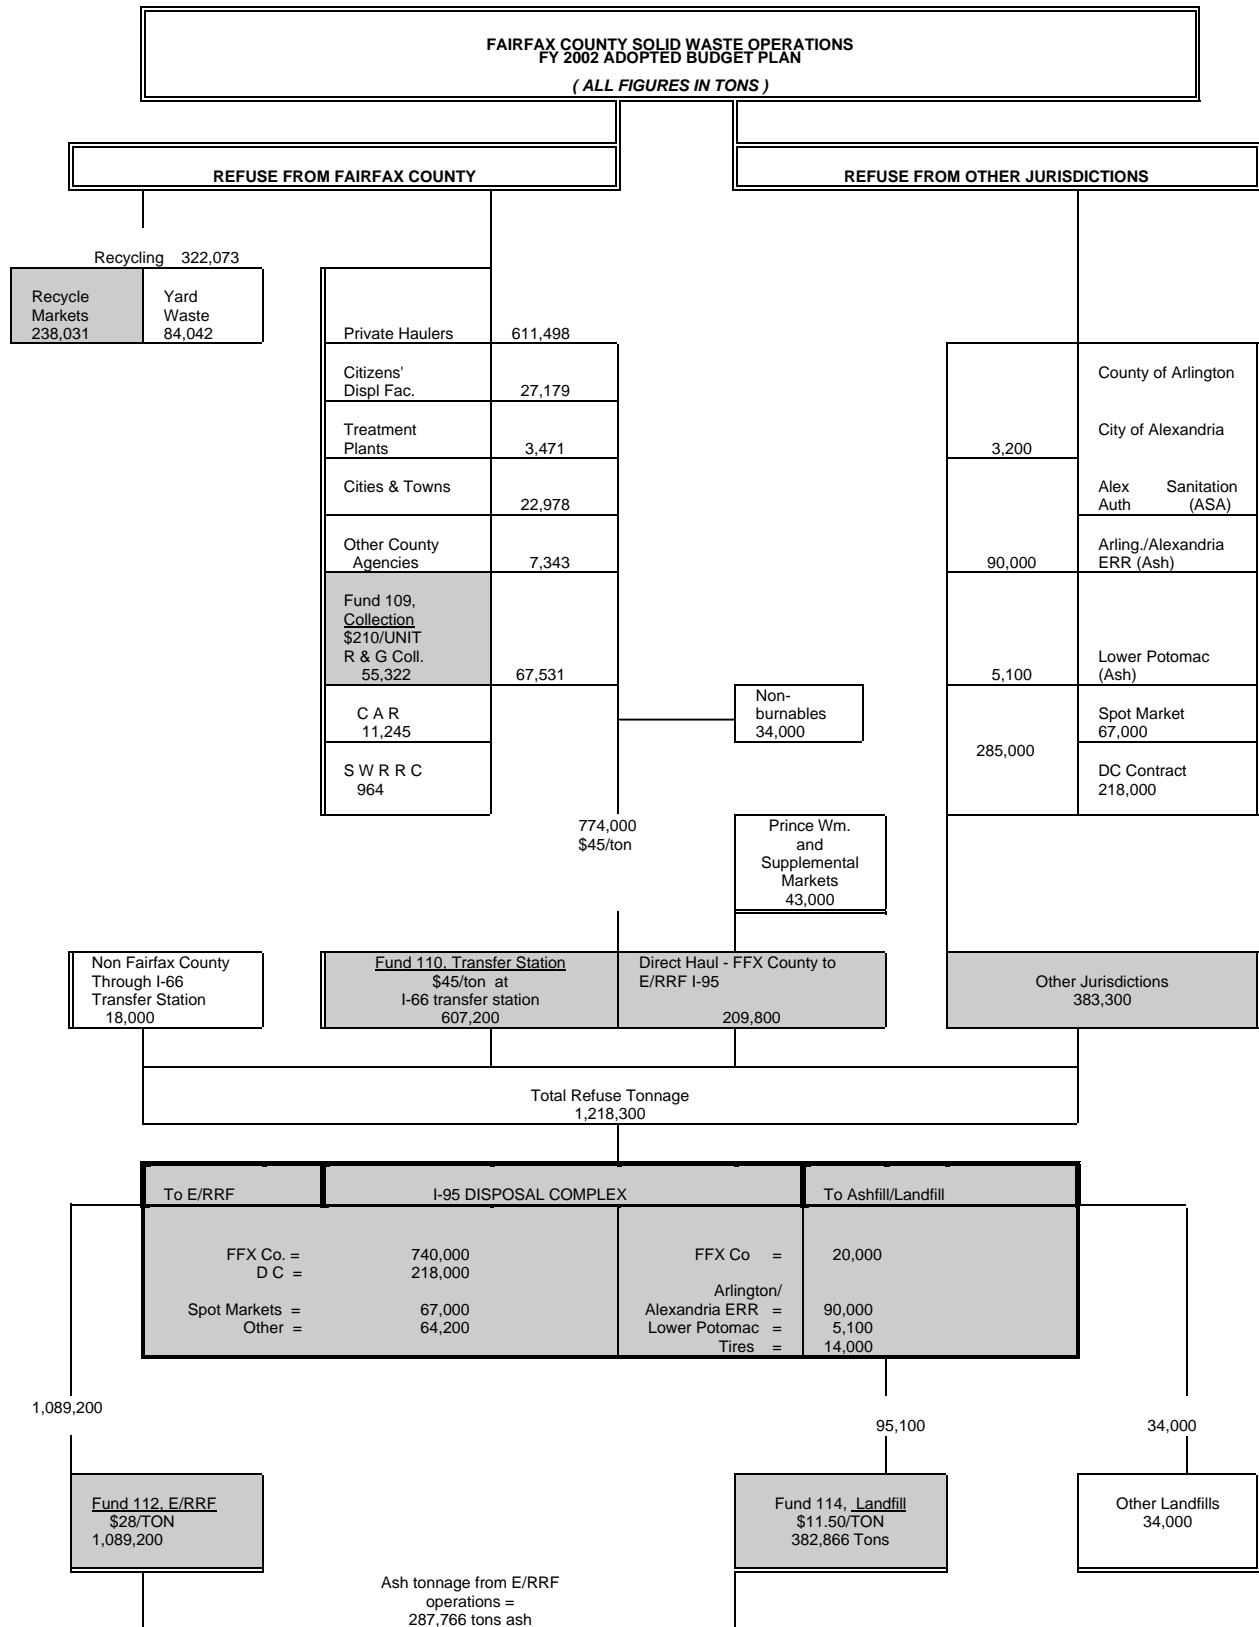 FAIRFAX COUNTY SOLID WASTE OPERATIONS
FY 2002 ADOPTED BUDGET PLAN
( ALL FIGURES IN TONS )
REFUSE FROM FAIRFAX COUNTY
REFUSE FROM OTHER JURISDICTIONS
Recycling 322,073
Recycle
Markets
238,031
Yard
Waste
84,042
Private Haulers 611,498
Citizens'
Displ Fac. 27,179
Treatment
Plants 3,471
Cities & Towns
22,978
Other County
Agencies 7,343
Fund 109,
Collection
$210/UNIT
R & G Coll.
55,322 67,531
C A R
11,245
S W R R C
964
Non-
burnables
34,000
County of Arlington
City of Alexandria
3,200
Alex Sanitation
Auth (ASA)
Arling./Alexandria
90,000 ERR (Ash)
Lower Potomac
5,100 (Ash)
Spot Market
67,000
285,000
DC Contract
218,000
774,000
$45/ton
Prince Wm.
and
Supplemental
Markets
43,000
Non Fairfax County
Through I-66
Transfer Station
18,000
Fund 110, Transfer Station
$45/ton at
I-66 transfer station
607,200
Direct Haul - FFX County to
E/RRF I-95
209,800
Other Jurisdictions
383,300
Total Refuse Tonnage
1,218,300
To E/RRF I-95 DISPOSAL COMPLEX To Ashfill/Landfill
FFX Co. = 740,000
D C = 218,000
Spot Markets = 67,000
Other = 64,200
FFX Co = 20,000
Arlington/
Alexandria ERR = 90,000
Lower Potomac = 5,100
Tires = 14,000
1,089,200
95,100
34,000
Fund 112, E/RRF
$28/TON
1,089,200
Fund 114, Landfill
$11.50/TON
382,866 Tons
Other Landfills
34,000
Ash tonnage from E/RRF
operations =
287,766 tons ash